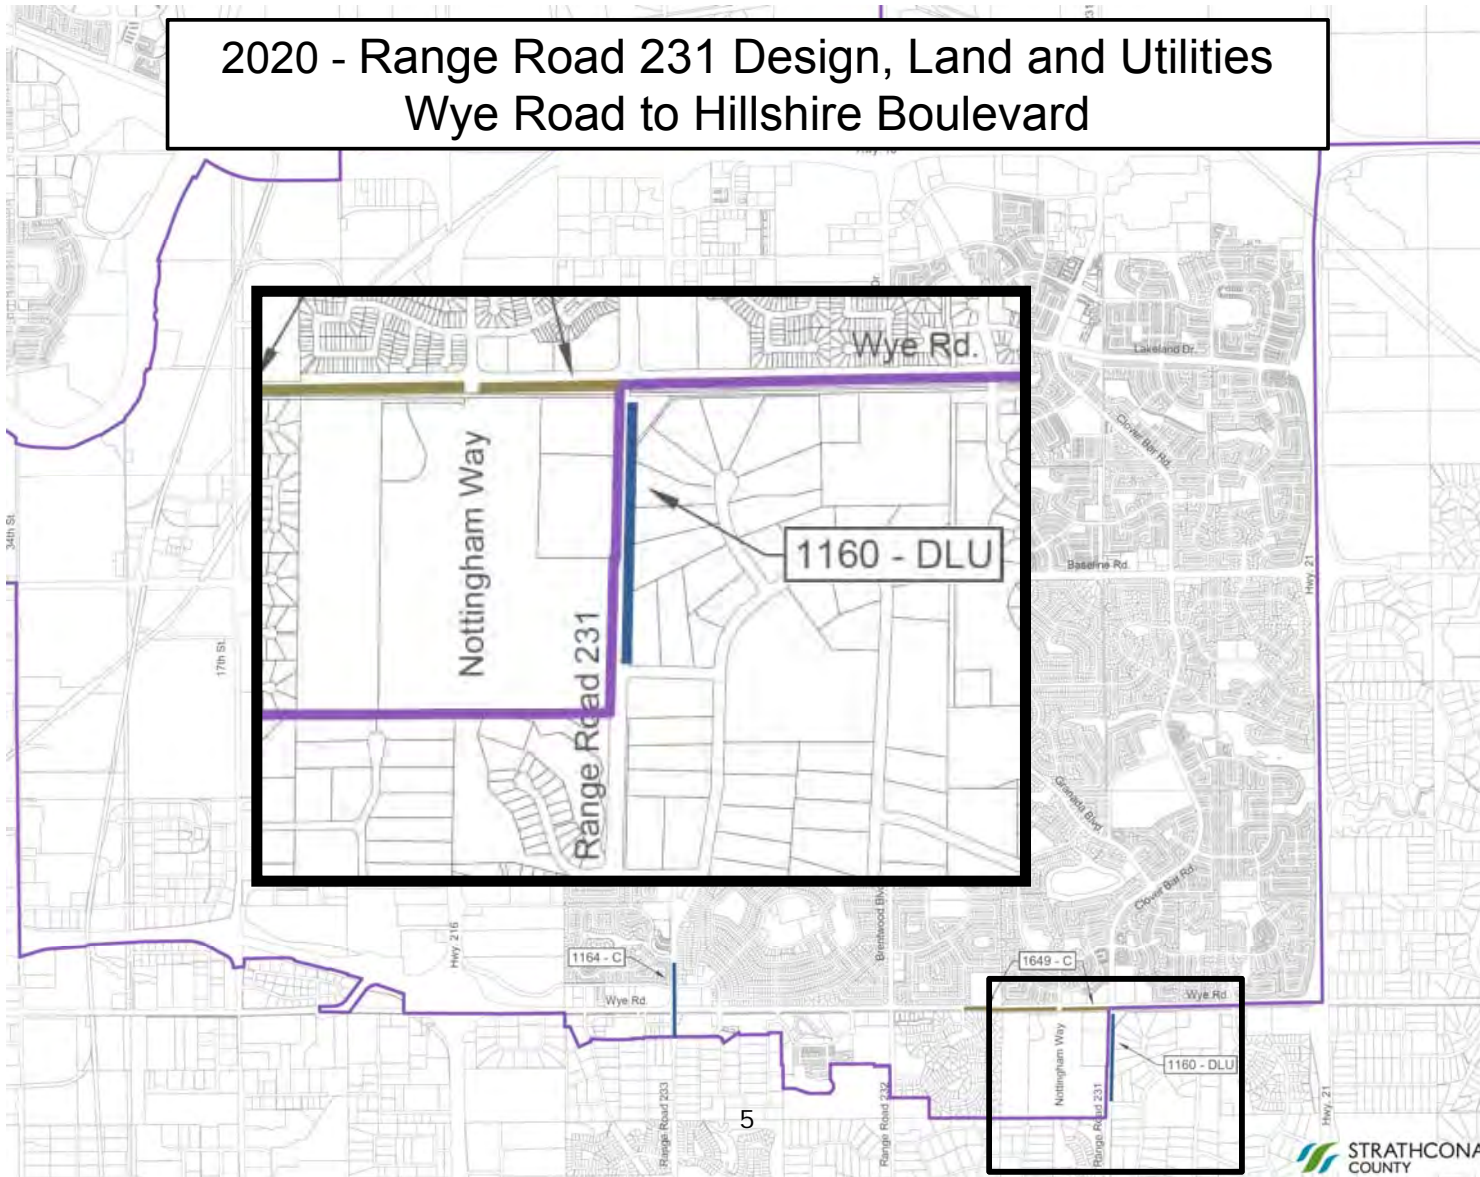 2020 - Range Road 231 Design, Land and Utilities
Wye Road to Hillshire Boulevard
Wye Rd.
Nottingham Way
Range Road 231
1160 - DLU
Lakeland Dr.
Clover Bar Rd.
Baseline Rd.
Hwy. 21
34th St.
17th St.
Granada Blvd.
Clover Bar Rd.
Hwy. 216
Brentwood Blvd.
1164 - C
1649 - C
Wye Rd.
Wye Rd.
Nottingham Way
1160 - DLU
Range Road 233
Range Road 232
Range Road 231
Hwy. 21
5
STRATHCONA
COUNTY